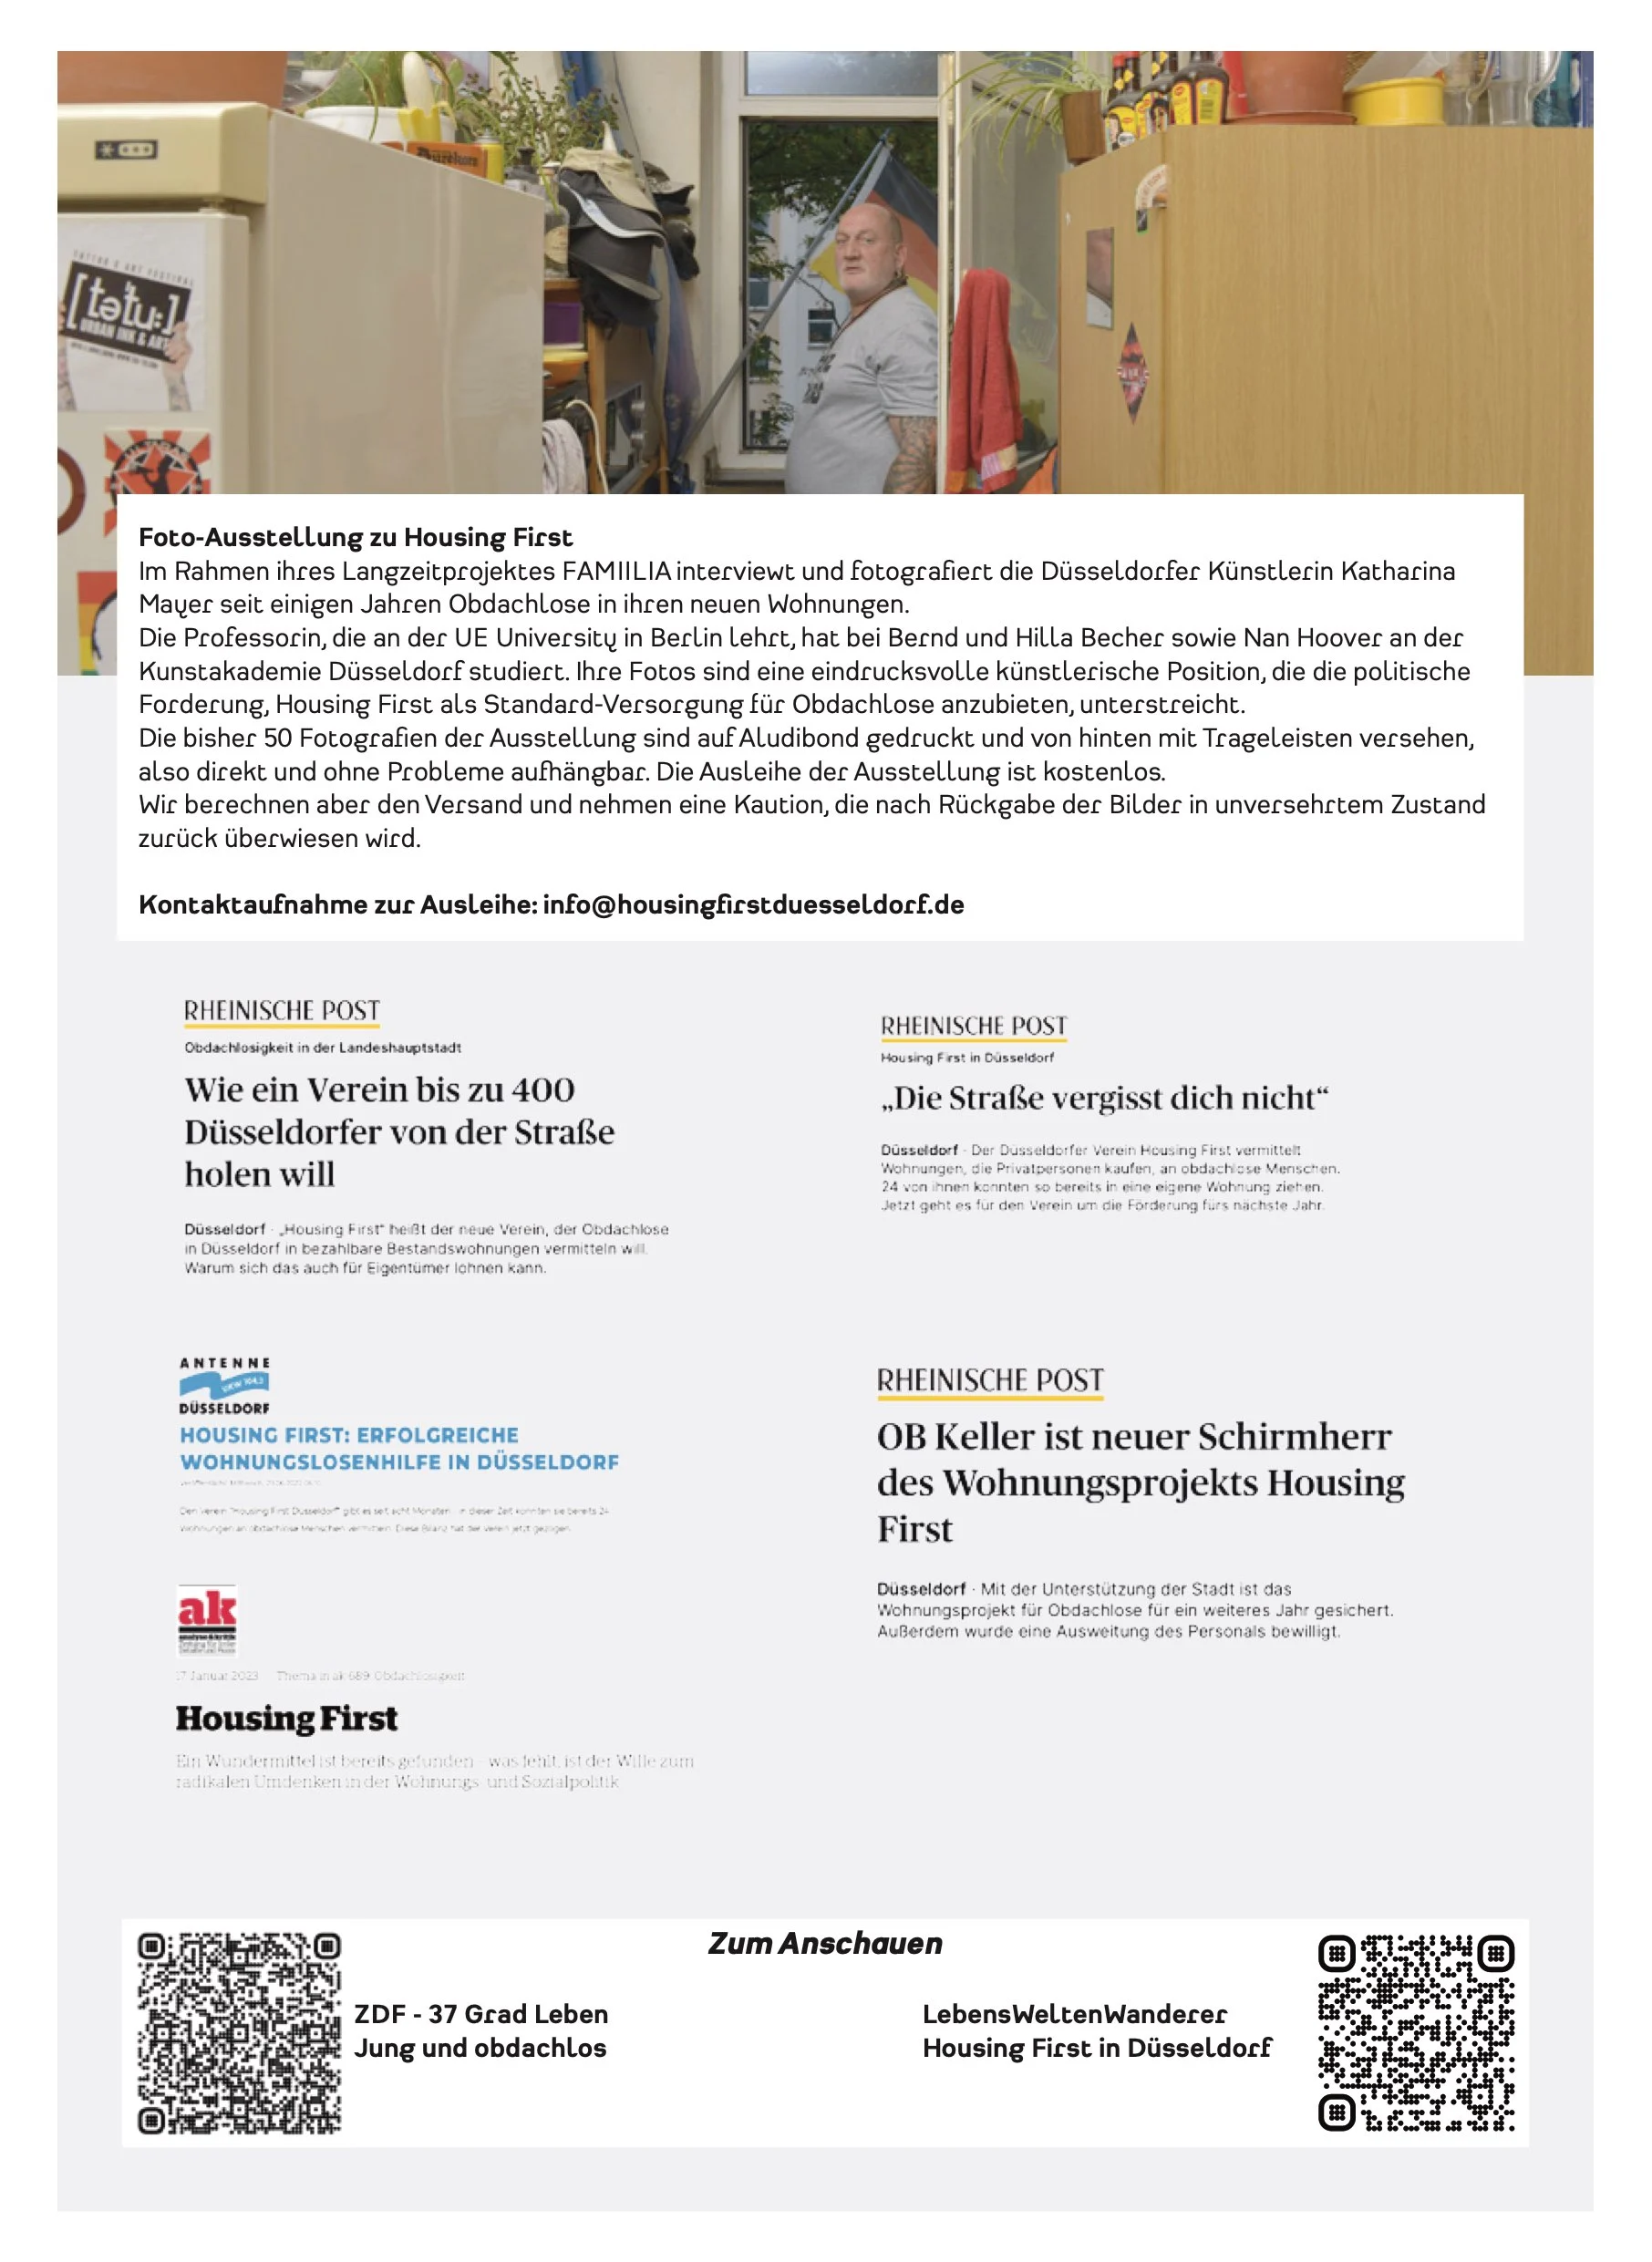 Dürekorn
TATTOO & ART FESTIVAL
[tətu:]
URBAN INK & ART
Foto-Ausstellung zu Housing First
Im Rahmen ihres Langzeitprojektes FAMIILIA interviewt und fotografiert die Düsseldorfer Künstlerin Katharina
Mayer seit einigen Jahren Obdachlose in ihren neuen Wohnungen.
Die Professorin, die an der UE University in Berlin lehrt, hat bei Bernd und Hilla Becher sowie Nan Hoover an der
Kunstakademie Düsseldorf studiert. Ihre Fotos sind eine eindrucksvolle künstlerische Position, die die politische
Forderung, Housing First als Standard-Versorgung für Obdachlose anzubieten, unterstreicht.
Die bisher 50 Fotografien der Ausstellung sind auf Aludibond gedruckt und von hinten mit Trageleisten versehen,
also direkt und ohne Probleme aufhängbar. Die Ausleihe der Ausstellung ist kostenlos.
Wir berechnen aber den Versand und nehmen eine Kaution, die nach Rückgabe der Bilder in unversehrtem Zustand
zurück überwiesen wird.
Kontaktaufnahme zur Ausleihe: info@housingfirstduesseldorf.de
RHEINISCHE POST
Obdachlosigkeit in der Landeshauptstadt
Wie ein Verein bis zu 400
Düsseldorfer von der Straße
holen will
Düsseldorf · „Housing First“ heißt der neue Verein, der Obdachlose
in Düsseldorf in bezahlbare Bestandswohnungen vermitteln will.
Warum sich das auch für Eigentümer lohnen kann.
RHEINISCHE POST
Housing First in Düsseldorf
„Die Straße vergisst dich nicht“
Düsseldorf · Der Düsseldorfer Verein Housing First vermittelt
Wohnungen, die Privatpersonen kaufen, an obdachlose Menschen.
24 von ihnen konnten so bereits in eine eigene Wohnung ziehen.
Jetzt geht es für den Verein um die Förderung fürs nächste Jahr.
ANTENNE
UKW 104,2
DÜSSELDORF
HOUSING FIRST: ERFOLGREICHE
WOHNUNGSLOSENHILFE IN DÜSSELDORF
Den Verein "Housing First Düsseldorf" gibt es seit acht Monaten. In dieser Zeit konnten sie bereits 24
Wohnungen an obdachlose Menschen vermitteln. Diese Bilanz hat der Verein jetzt gezogen.
RHEINISCHE POST
OB Keller ist neuer Schirmherr
des Wohnungsprojekts Housing
First
Düsseldorf · Mit der Unterstützung der Stadt ist das
Wohnungsprojekt für Obdachlose für ein weiteres Jahr gesichert.
Außerdem wurde eine Ausweitung des Personals bewilligt.
ak
analyse & kritik
17. Januar 2023 Thema in ak 689: Obdachlosigkeit
Housing First
Ein Wundermittel ist bereits gefunden – was fehlt, ist der Wille zum
radikalen Umdenken in der Wohnungs- und Sozialpolitik
Zum Anschauen
ZDF - 37 Grad Leben
Jung und obdachlos
LebensWeltenWanderer
Housing First in Düsseldorf